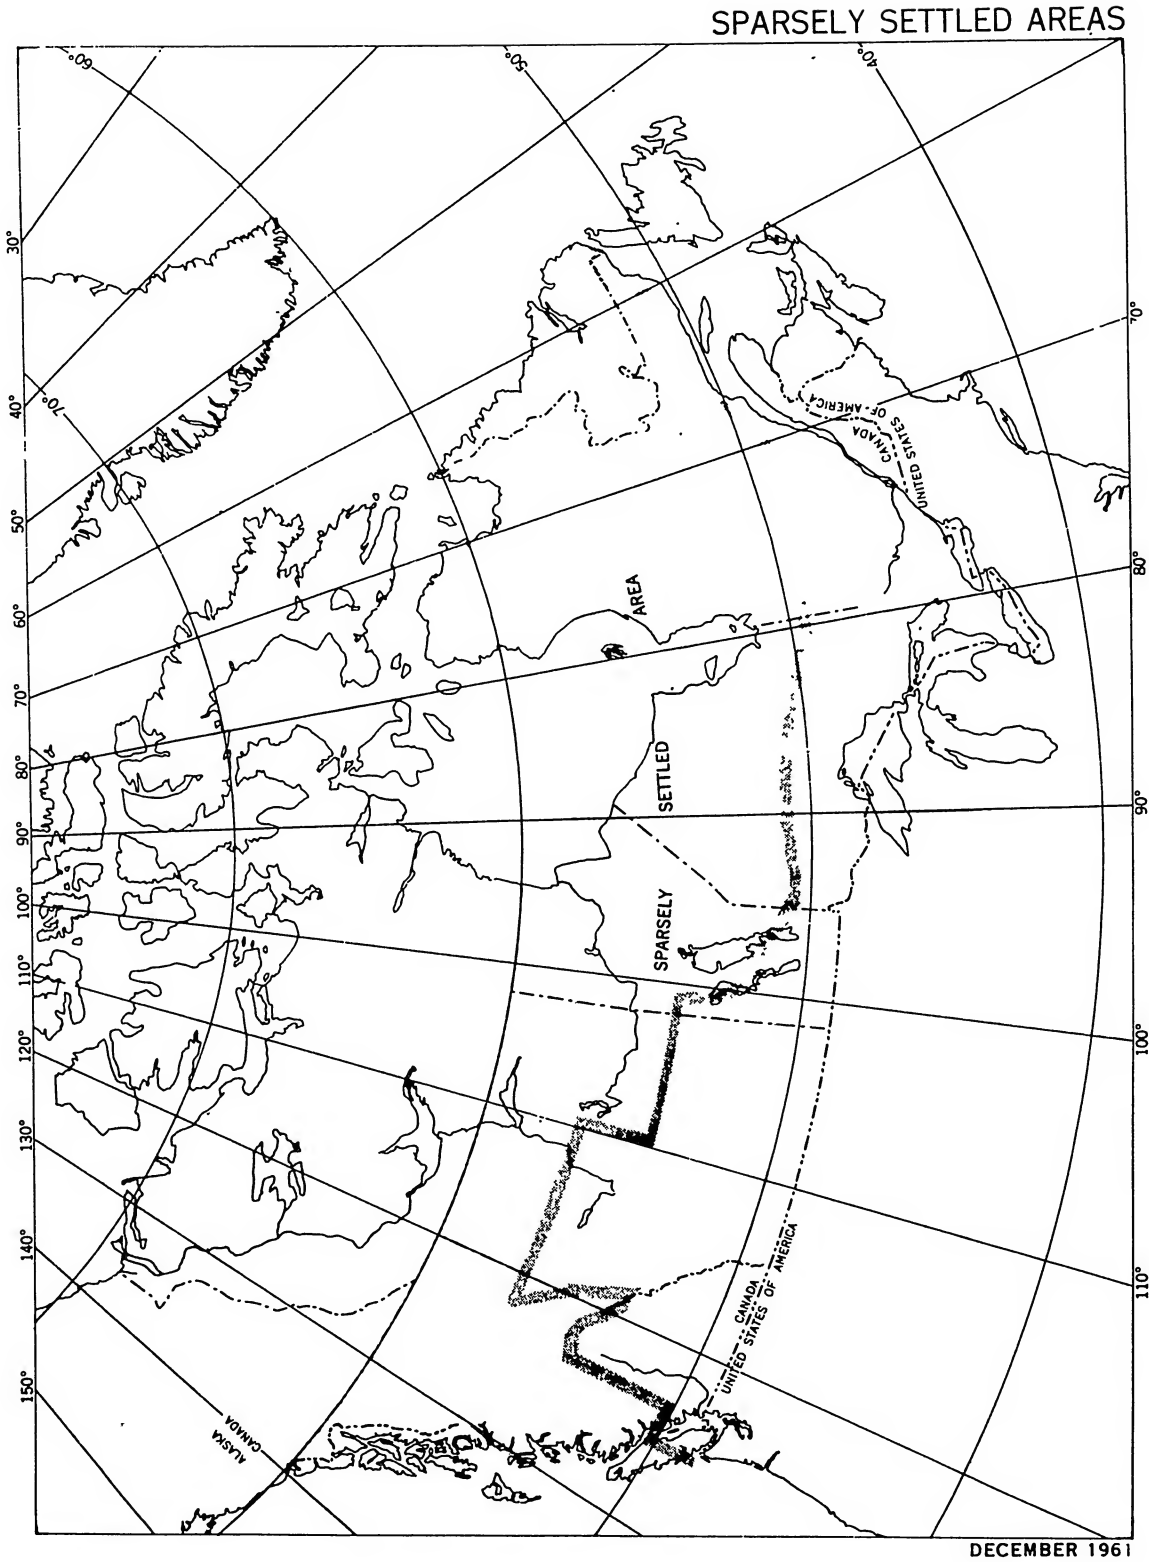 SPARSELY SETTLED AREAS
60°
50°
40°
30°
70°
40°
50°
60°
70°
80°
90°
100°
110°
120°
130°
140°
150°
70°
80°
90°
100°
110°
UNITED STATES OF AMERICA
CANADA
SPARSELY SETTLED AREA
CANADA
UNITED STATES OF AMERICA
ALASKA
CANADA
DECEMBER 1961